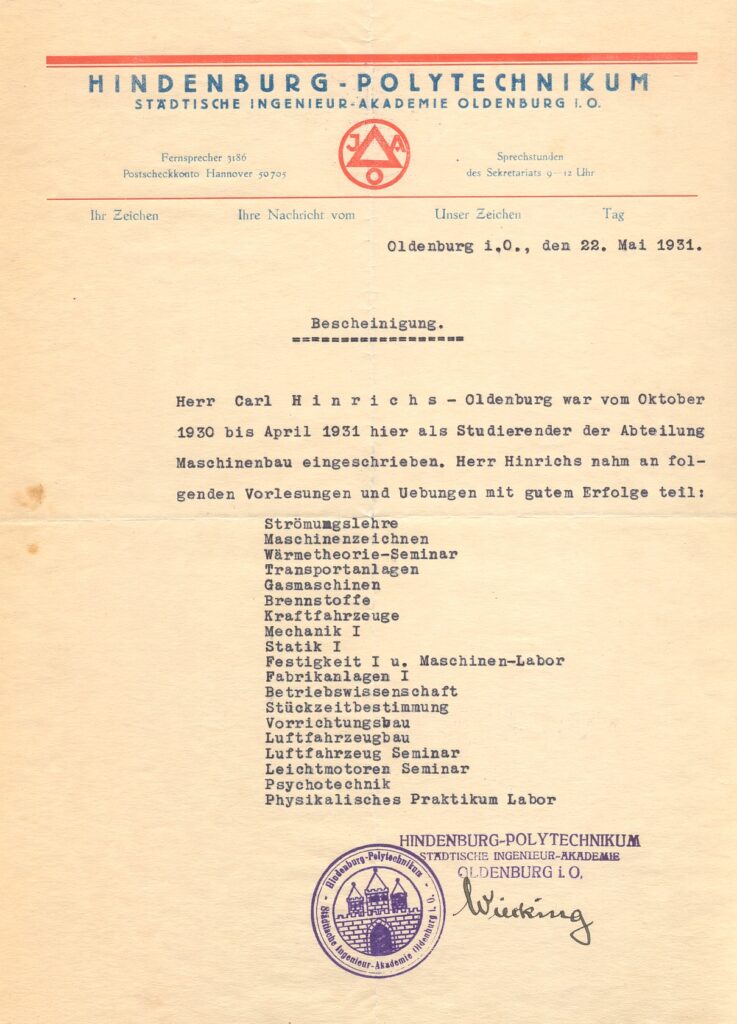 HINDENBURG-POLYTECHNIKUM
STÄDTISCHE INGENIEUR-AKADEMIE OLDENBURG i.O.
J A O
Fernsprecher 3186
Postscheckkonto Hannover 50705
Sprechstunden
des Sekretariats 9—12 Uhr
Ihr Zeichen Ihre Nachricht vom Unser Zeichen Tag
Oldenburg i.O., den 22. Mai 1931.
Bescheinigung.
Herr Carl H i n r i c h s - Oldenburg war vom Oktober
1930 bis April 1931 hier als Studierender der Abteilung
Maschinenbau eingeschrieben. Herr Hinrichs nahm an fol-
genden Vorlesungen und Uebungen mit gutem Erfolge teil:
Strömungslehre
Maschinenzeichnen
Wärmetheorie-Seminar
Transportanlagen
Gasmaschinen
Brennstoffe
Kraftfahrzeuge
Mechanik I
Statik I
Festigkeit I u. Maschinen-Labor
Fabrikanlagen I
Betriebswissenschaft
Stückzeitbestimmung
Vorrichtungsbau
Luftfahrzeugbau
Luftfahrzeug Seminar
Leichtmotoren Seminar
Psychotechnik
Physikalisches Praktikum Labor
HINDENBURG-POLYTECHNIKUM
STÄDTISCHE INGENIEUR-AKADEMIE
OLDENBURG i.O.
Wiecking
Hindenburg-Polytechnikum
Städtische Ingenieur-Akademie Oldenburg i. O.